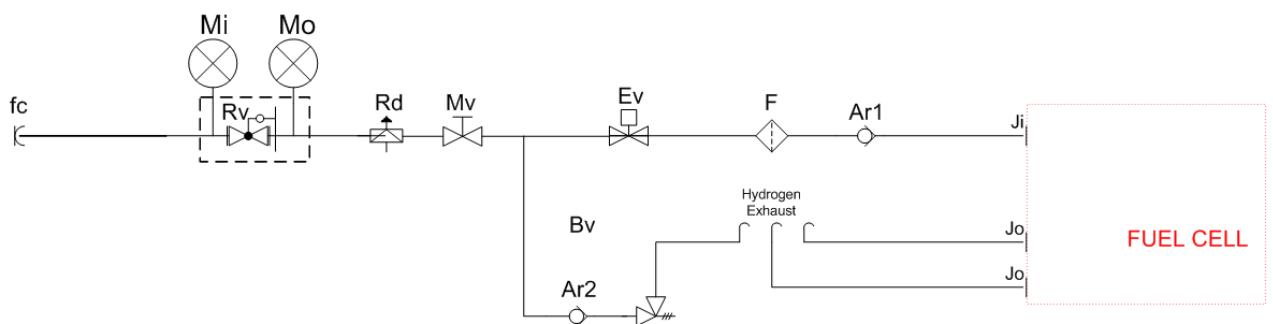 Mi
Mo
fc
Rv
Rd
Mv
Ev
F
Ar1
Ji
Hydrogen
Exhaust
Bv
Jo
FUEL CELL
Jo
Ar2